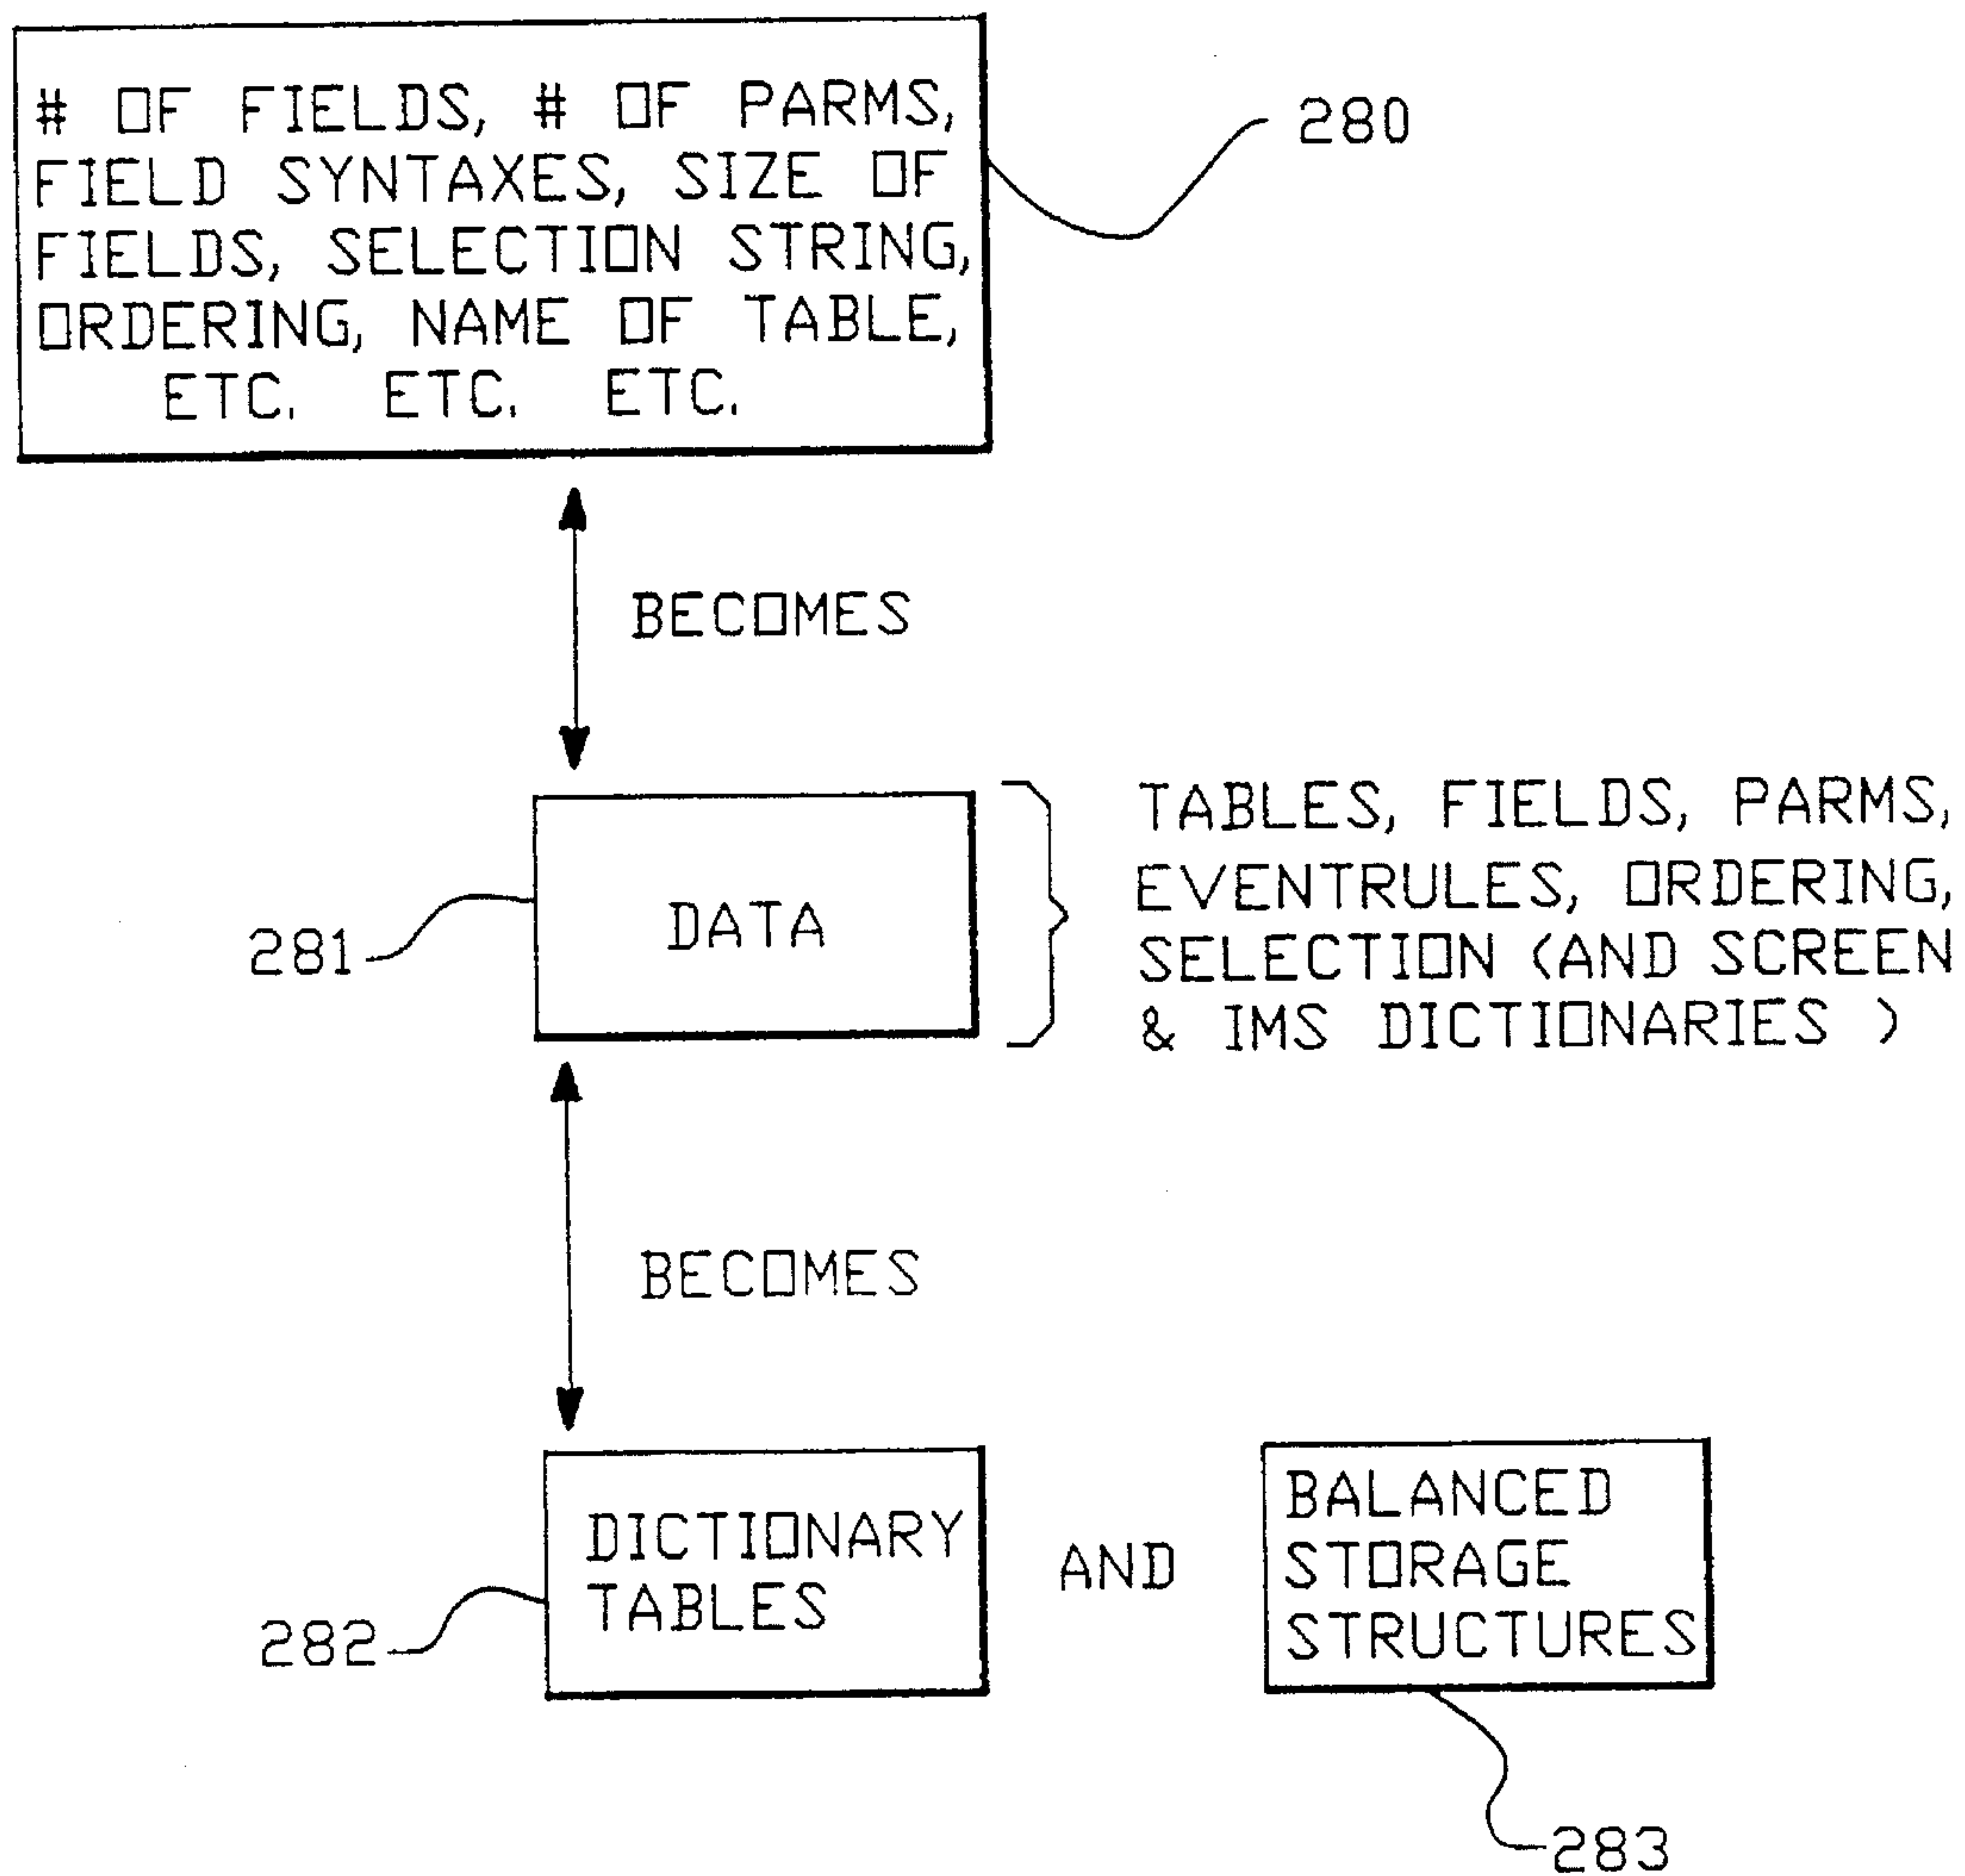 # OF FIELDS, # OF PARMS,
FIELD SYNTAXES, SIZE OF
FIELDS, SELECTION STRING,
ORDERING, NAME OF TABLE,
ETC. ETC. ETC.
280
BECOMES
DATA
281
TABLES, FIELDS, PARMS,
EVENTRULES, ORDERING,
SELECTION (AND SCREEN
& IMS DICTIONARIES )
BECOMES
DICTIONARY
TABLES
282
AND
BALANCED
STORAGE
STRUCTURES
283